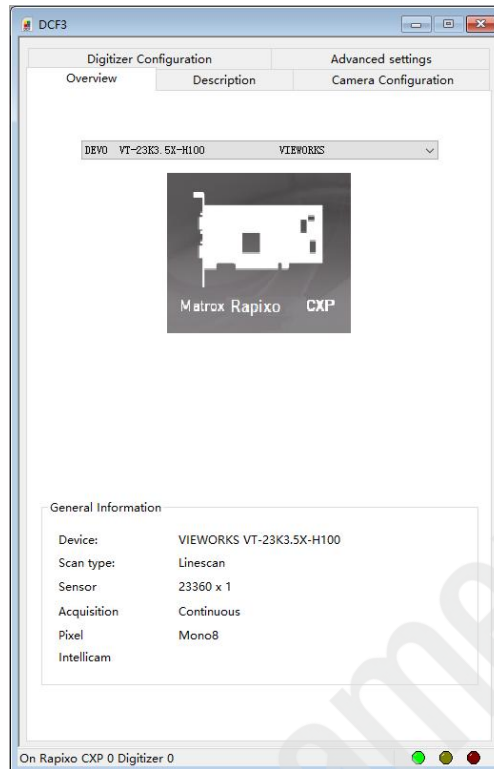 DCF3
Digitizer Configuration Advanced settings
Overview Description Camera Configuration
DEV0 VT-23K3.5X-H100 VIEWORKS
Matrox Rapixo CXP
General Information
Device: VIEWORKS VT-23K3.5X-H100
Scan type: Linescan
Sensor 23360 x 1
Acquisition Continuous
Pixel Mono8
Intellicam
On Rapixo CXP 0 Digitizer 0